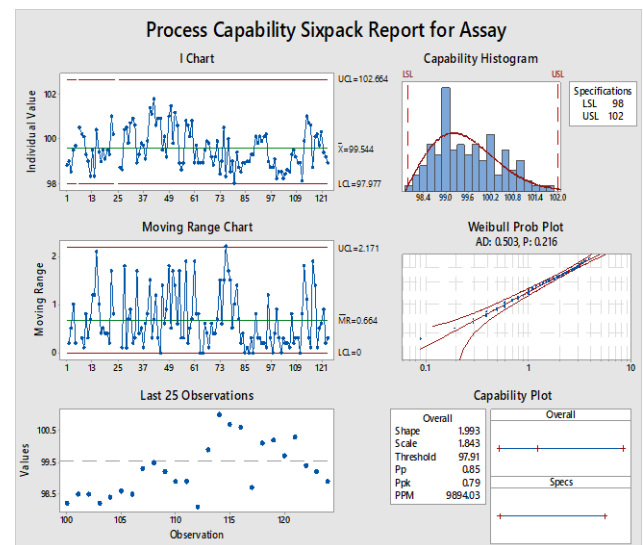 Process Capability Sixpack Report for Assay
I Chart
Individual Value
102
100
98
1 13 25 37 49 61 73 85 97 109 121
UCL=102.664
X=99.544
LCL=97.977
Capability Histogram
LSL
USL
98.4 99.0 99.6 100.2 100.8 101.4 102.0
Specifications
LSL 98
USL 102
Moving Range Chart
Moving Range
2
1
0
1 13 25 37 49 61 73 85 97 109 121
UCL=2.171
MR=0.664
LCL=0
Weibull Prob Plot
AD: 0.503, P: 0.216
0.1 1 10
Last 25 Observations
Values
100.5
99.5
98.5
100 105 110 115 120
Observation
Capability Plot
Overall
Shape 1.993
Scale 1.843
Threshold 97.91
Pp 0.85
Ppk 0.79
PPM 9894.03
Overall
Specs